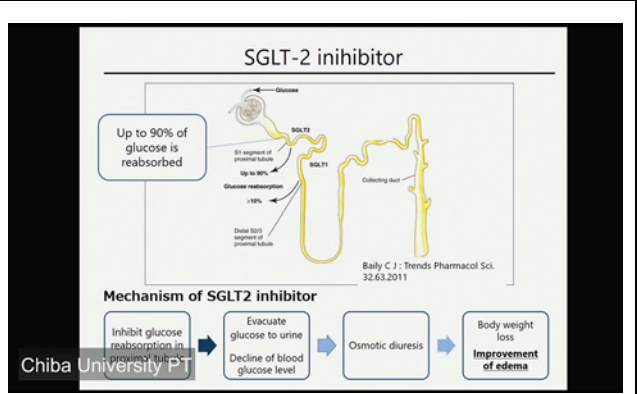 SGLT-2 inihibitor
Up to 90% of
glucose is
reabsorbed
Glucose
SGLT2
S1 segment of
proximal tubule
SGLT1
Up to 90%
Glucose reabsorption
≥10%
Collecting duct
Distal S2/3
segment of
proximal tubule
Baily C J : Trends Pharmacol Sci.
32.63.2011
Mechanism of SGLT2 inhibitor
Inhibit glucose
reabsorption in
proximal tubule
Evacuate
glucose to urine
Decline of blood
glucose level
Osmotic diuresis
Body weight
loss
Improvement
of edema
Chiba University PT